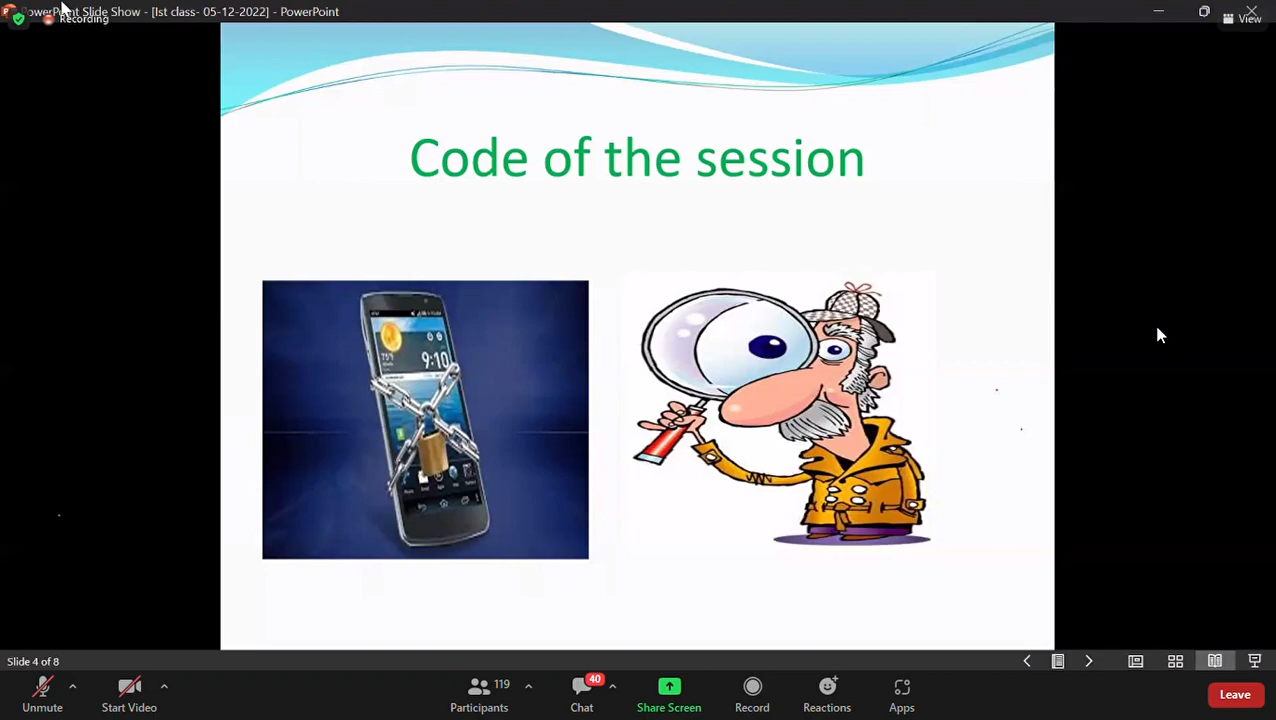 PowerPoint Slide Show - [Ist class- 05-12-2022] - PowerPoint
Recording
View
Code of the session
9:10
Slide 4 of 8
119
40
Unmute
Start Video
Participants
Chat
Share Screen
Record
Reactions
Apps
Leave